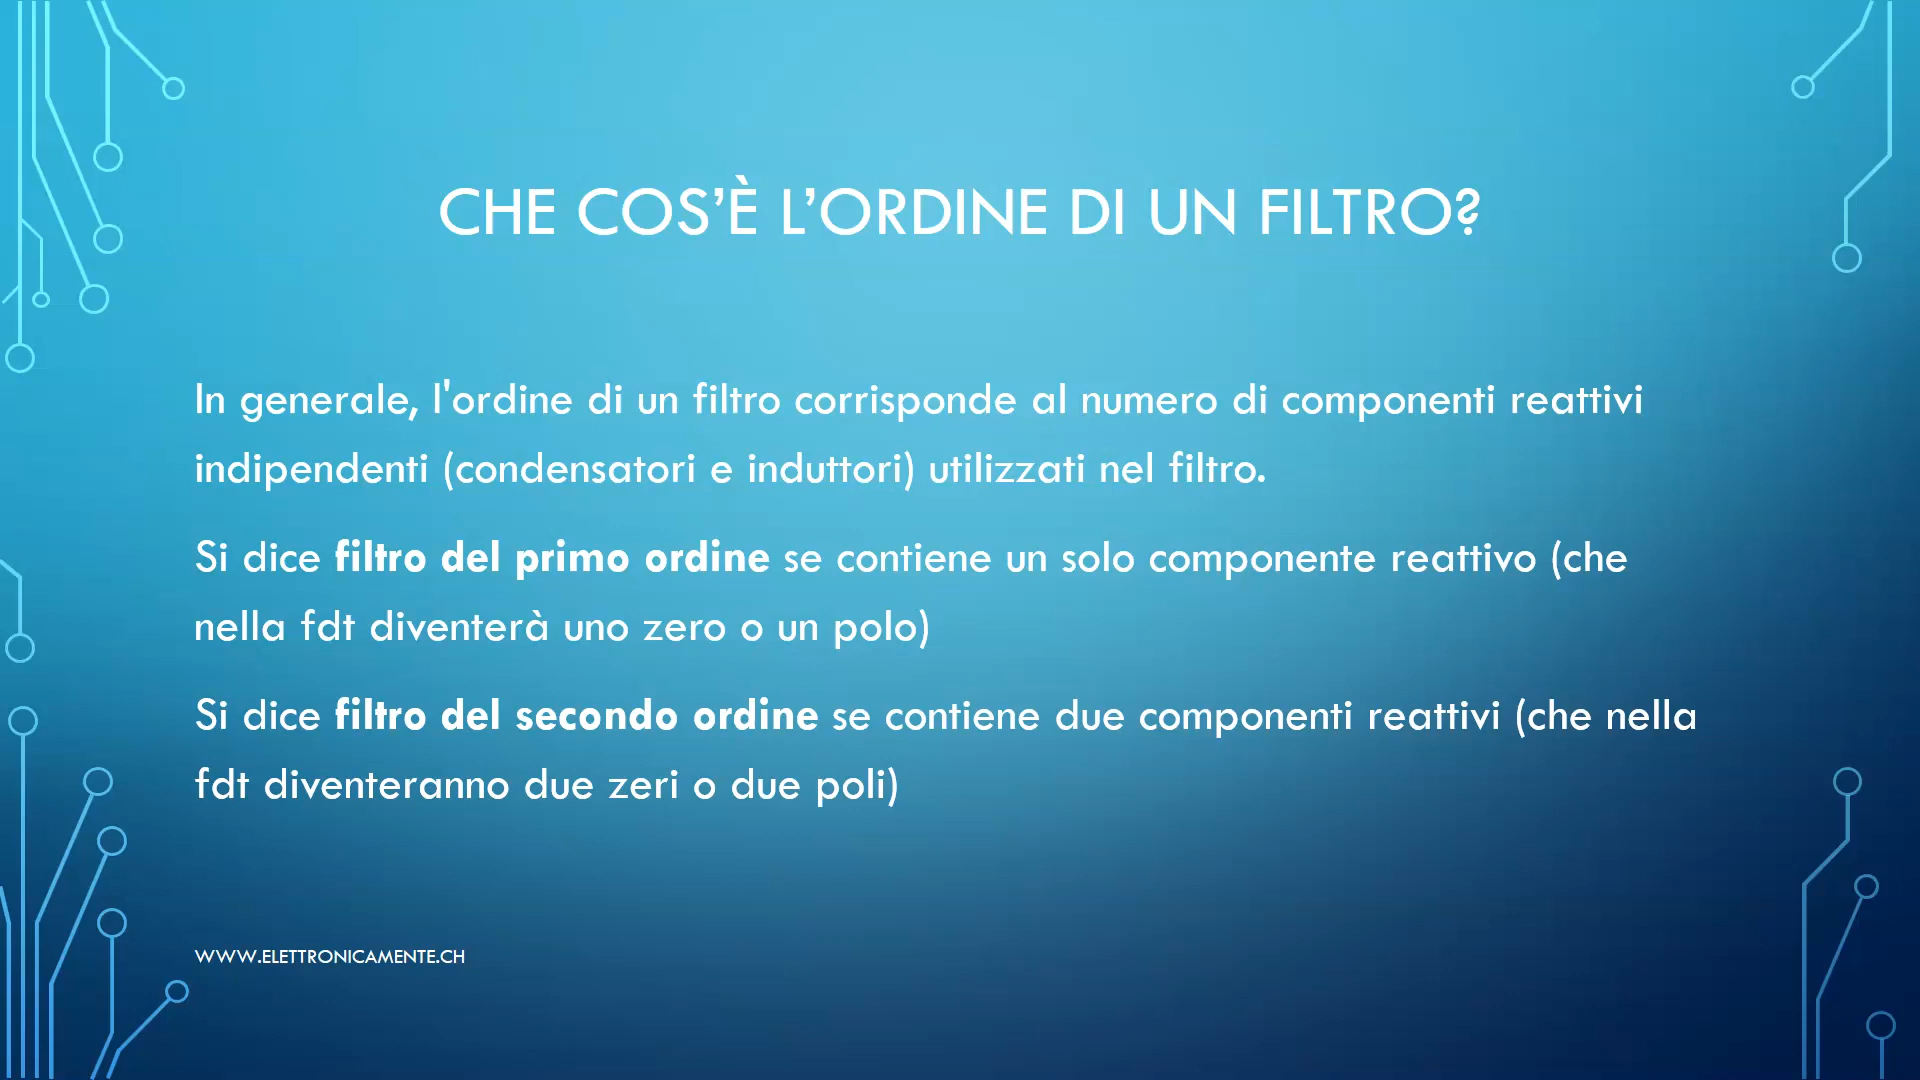 CHE COS’È L’ORDINE DI UN FILTRO?
In generale, l'ordine di un filtro corrisponde al numero di componenti reattivi
indipendenti (condensatori e induttori) utilizzati nel filtro.
Si dice filtro del primo ordine se contiene un solo componente reattivo (che
nella fdt diventerà uno zero o un polo)
Si dice filtro del secondo ordine se contiene due componenti reattivi (che nella
fdt diventeranno due zeri o due poli)
WWW.ELETTRONICAMENTE.CH